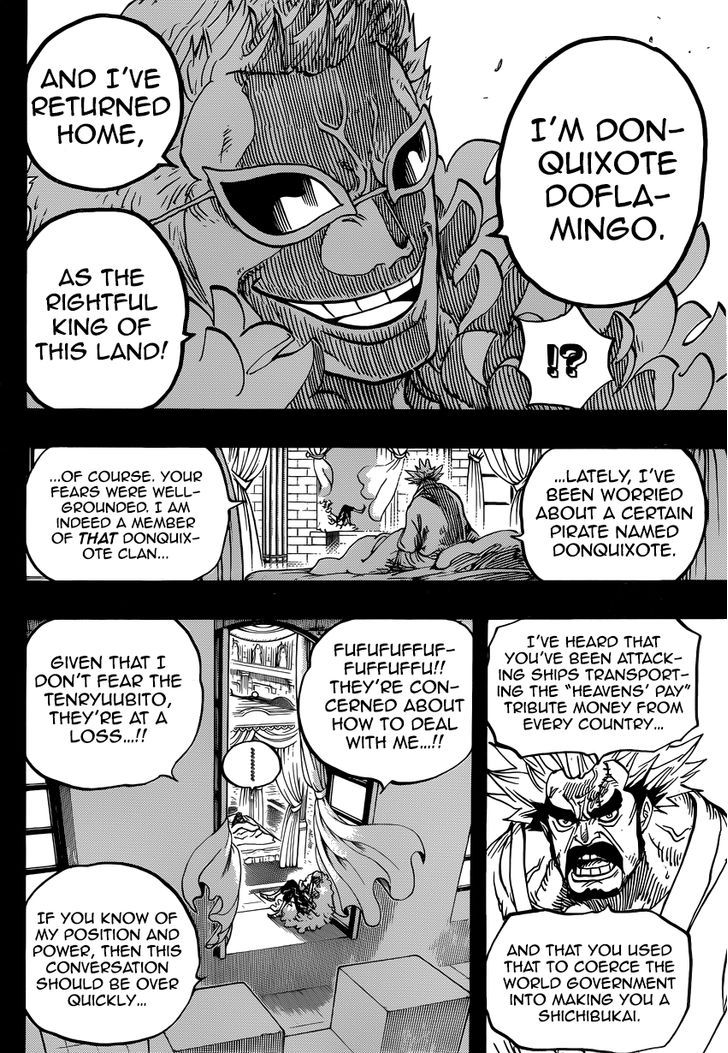 I'M DON-
QUIXOTE
DOFLA-
MINGO.
!?
AND I'VE
RETURNED
HOME,
AS THE
RIGHTFUL
KING OF
THIS LAND!
...LATELY, I'VE
BEEN WORRIED
ABOUT A CERTAIN
PIRATE NAMED
DONQUIXOTE.
...OF COURSE. YOUR
FEARS WERE WELL-
GROUNDED. I AM
INDEED A MEMBER
OF THAT DONQUIX-
OTE CLAN...
I'VE HEARD THAT
YOU'VE BEEN ATTACK-
ING SHIPS TRANSPORT-
ING THE "HEAVENS' PAY"
TRIBUTE MONEY FROM
EVERY COUNTRY...
AND THAT YOU USED
THAT TO COERCE THE
WORLD GOVERNMENT
INTO MAKING YOU A
SHICHIBUKAI.
FUFUFUFFUF-
FUFFUFFU!!
THEY'RE CON-
CERNED ABOUT
HOW TO DEAL
WITH ME...!!
GIVEN THAT I
DON'T FEAR THE
TENRYUUBITO,
THEY'RE AT A
LOSS...!!
IF YOU KNOW OF
MY POSITION AND
POWER, THEN THIS
CONVERSATION
SHOULD BE OVER
QUICKLY...